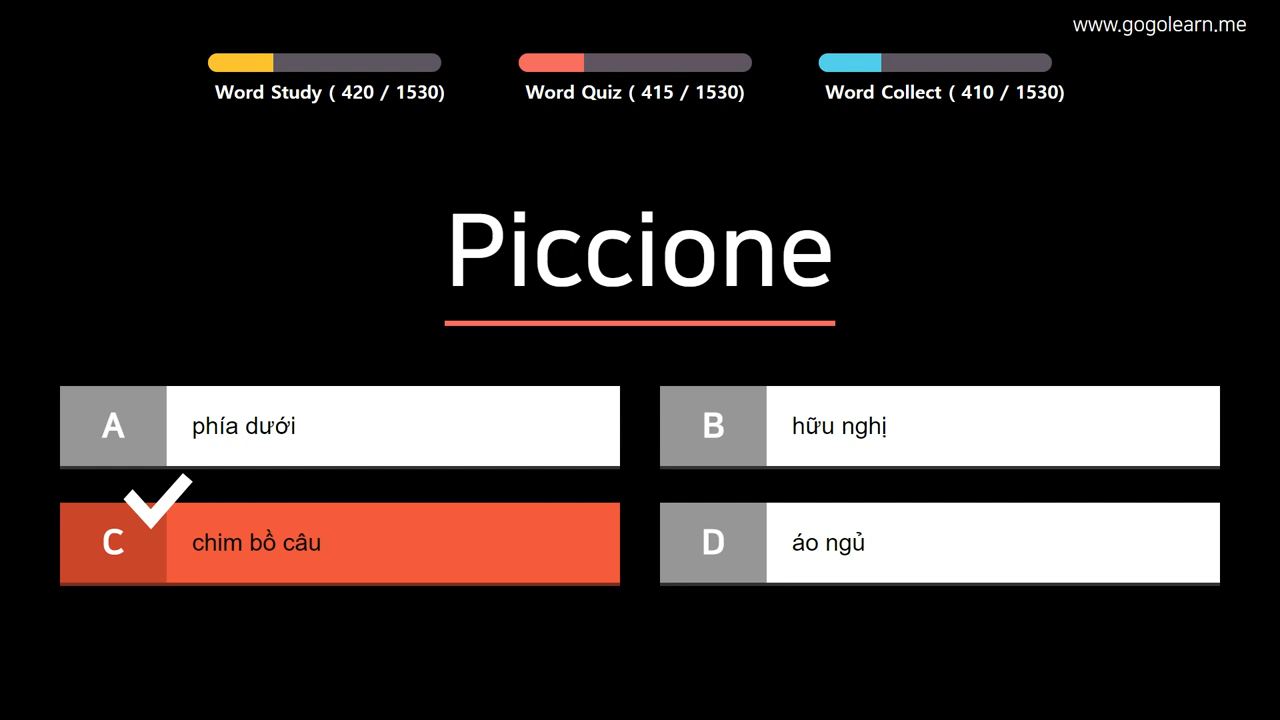 www.gogolearn.me
Word Study ( 420 / 1530)
Word Quiz ( 415 / 1530)
Word Collect ( 410 / 1530)
Piccione
A
phía dưới
B
hữu nghị
C
chim bồ câu
D
áo ngủ